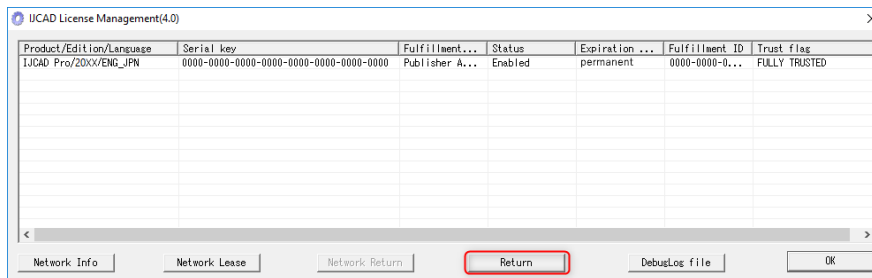 IJCAD License Management(4.0)
Product/Edition/Language Serial key Fulfillment... Status Expiration ... Fulfillment ID Trust flag
IJCAD Pro/20XX/ENG_JPN 0000-0000-0000-0000-0000-0000-0000 Publisher A... Enabled permanent 0000-0000-0... FULLY TRUSTED
Network Info Network Lease Network Return Return DebugLog file OK